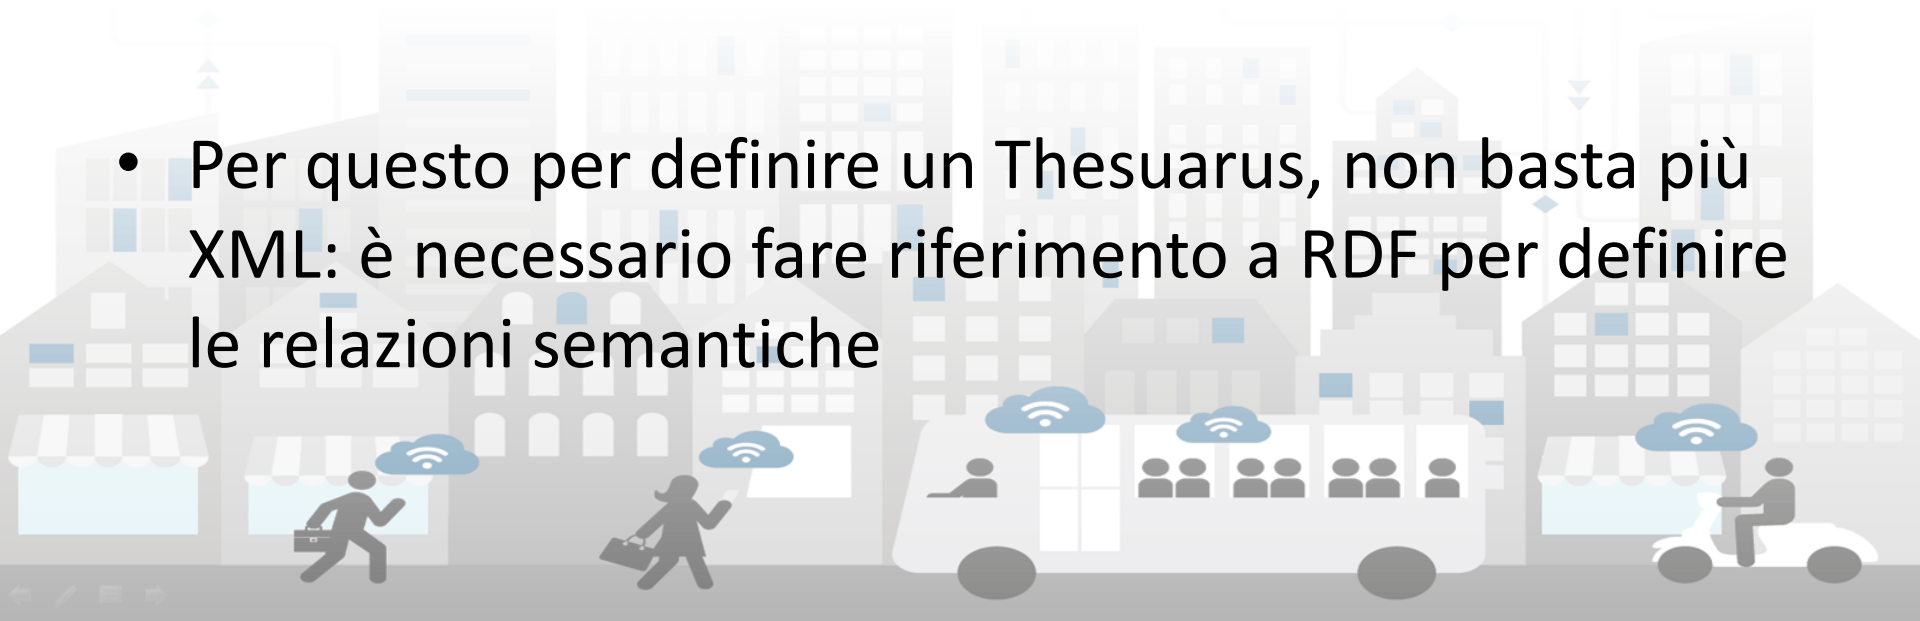 • Per questo per definire un Thesuarus, non basta più
XML: è necessario fare riferimento a RDF per definire
le relazioni semantiche